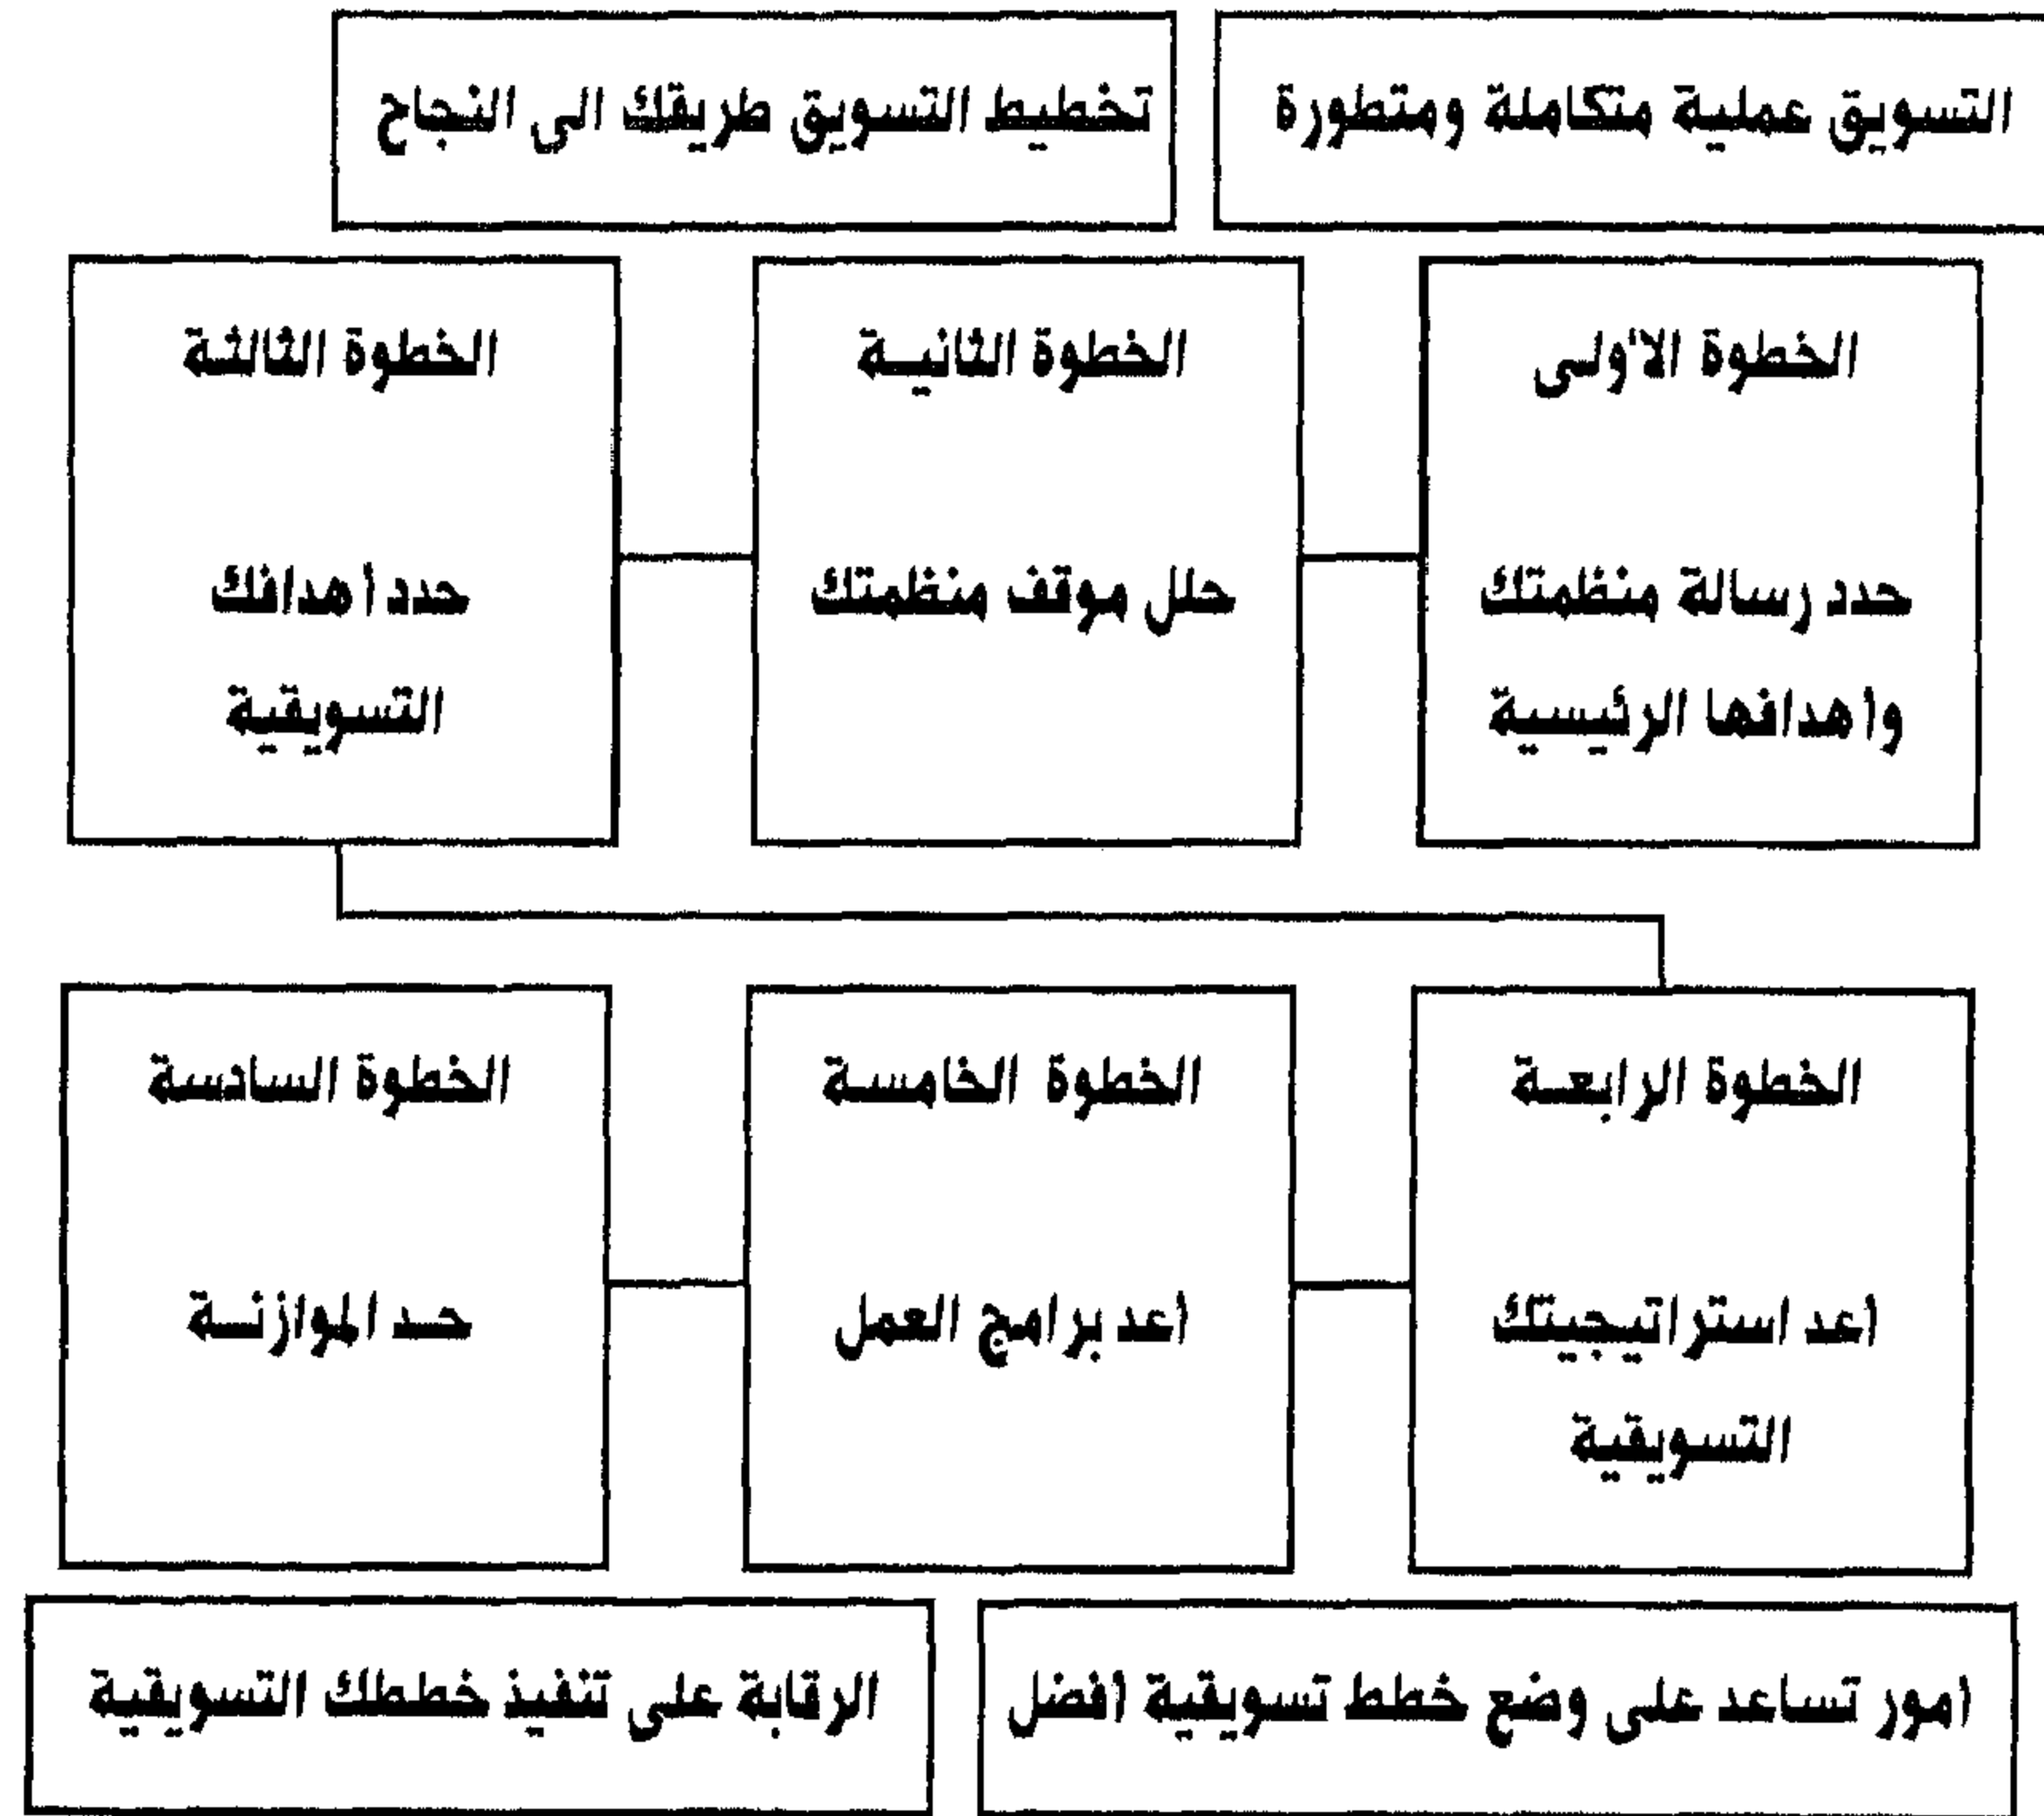 التسويق عملية متكاملة ومتطورة
تخطيط التسويق طريقك الى النجاح
الخطوة الأولى
حدد رسالة منظمتك
وأهدافها الرئيسية
الخطوة الثانية
حلل موقف منظمتك
الخطوة الثالثة
حدد أهدافك
التسويقية
الخطوة الرابعة
أعد استراتيجيتك
التسويقية
الخطوة الخامسة
أعد برامج العمل
الخطوة السادسة
حد الموازنة
أمور تساعد على وضع خطط تسويقية أفضل
الرقابة على تنفيذ خططك التسويقية